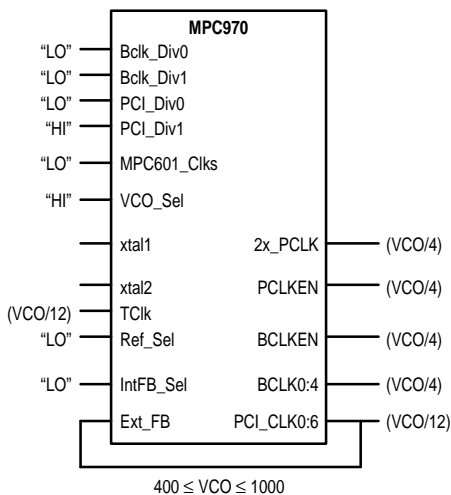 MPC970
“LO” Bclk_Div0
“LO” Bclk_Div1
“LO” PCI_Div0
“HI” PCI_Div1
“LO” MPC601_Clks
“HI” VCO_Sel
xtal1 2x_PCLK (VCO/4)
xtal2 PCLKEN (VCO/4)
(VCO/12) TClk
“LO” Ref_Sel BCLKEN (VCO/4)
“LO” IntFB_Sel BCLK0:4 (VCO/4)
Ext_FB PCI_CLK0:6 (VCO/12)
400 ≤ VCO ≤ 1000